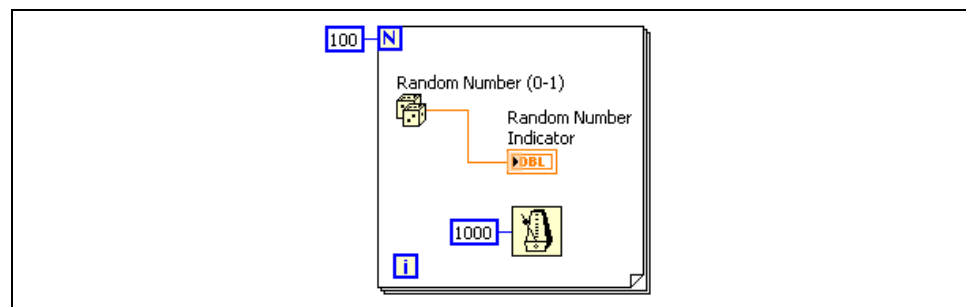 100 N
Random Number (0-1)
Random Number
Indicator
DBL
1000
i